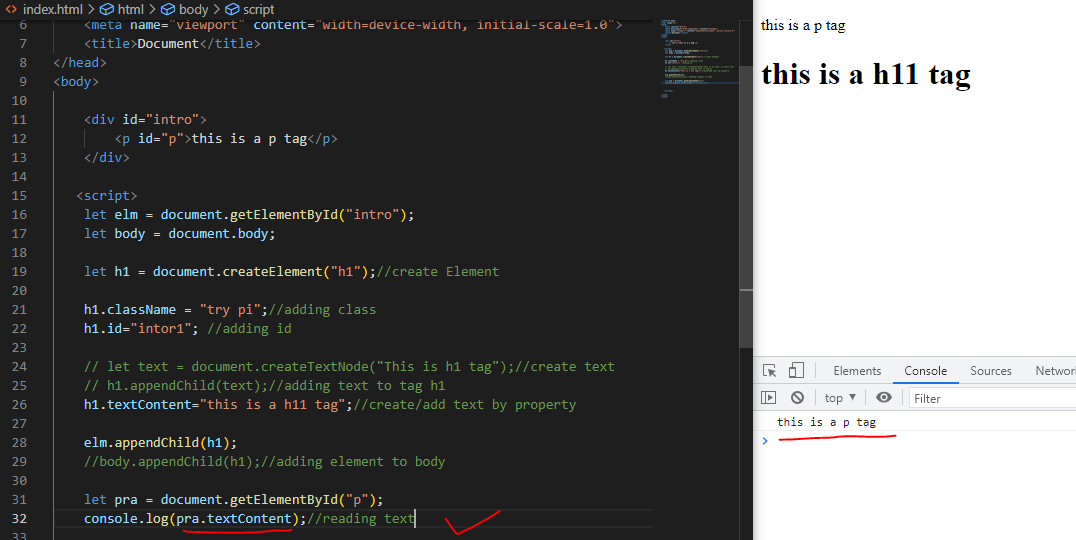 index.html > html > body > script
6 <meta name="viewport" content="width=device-width, initial-scale=1.0">
7 <title>Document</title>
8 </head>
9 <body>
10
11 <div id="intro">
12 <p id="p">this is a p tag</p>
13 </div>
14
15 <script>
16 let elm = document.getElementById("intro");
17 let body = document.body;
18
19 let h1 = document.createElement("h1");//create Element
20
21 h1.className = "try pi";//adding class
22 h1.id="intor1"; //adding id
23
24 // let text = document.createTextNode("This is h1 tag");//create text
25 // h1.appendChild(text);//adding text to tag h1
26 h1.textContent="this is a h11 tag";//create/add text by property
27
28 elm.appendChild(h1);
29 //body.appendChild(h1);//adding element to body
30
31 let pra = document.getElementById("p");
32 console.log(pra.textContent);//reading text
33
this is a p tag
this is a h11 tag
Elements Console Sources Networ
top ▼ Filter
this is a p tag
>